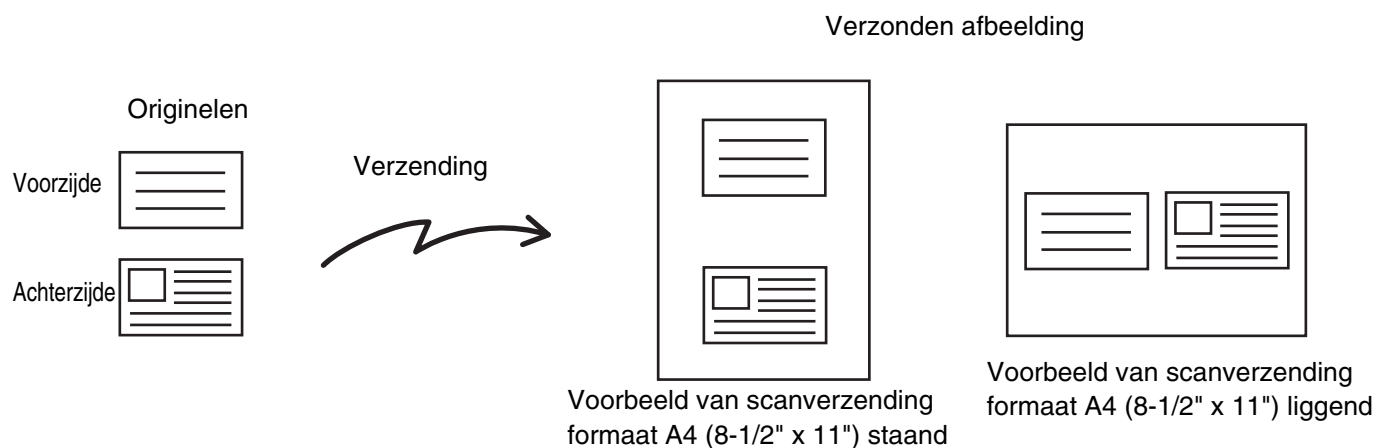 Verzonden afbeelding
Originelen
Voorzijde
Achterzijde
Verzending
Voorbeeld van scanverzending
formaat A4 (8-1/2" x 11") staand
Voorbeeld van scanverzending
formaat A4 (8-1/2" x 11") liggend